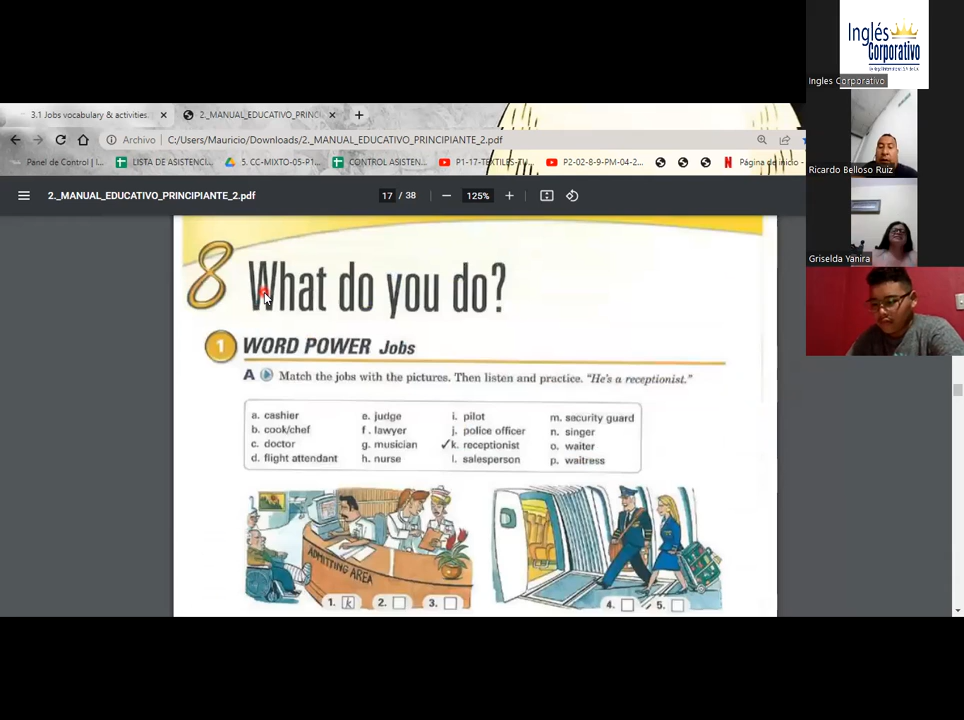 Inglés
Corporativo
Ingles Corporativo
3.1 Jobs vocabulary & activities.
2._MANUAL_EDUCATIVO_PRINCI
Archivo
C:/Users/Mauricio/Downloads/2._MANUAL_EDUCATIVO_PRINCIPIANTE_2.pdf
Panel de Control | I...
LISTA DE ASISTENCI...
5. CC-MIXTO-05-P1...
CONTROL ASISTEN...
P1-17-TEXTILES-TU...
P2-02-8-9-PM-04-2...
Página de inicio -
Ricardo Belloso Ruiz
2._MANUAL_EDUCATIVO_PRINCIPIANTE_2.pdf
17 / 38
125%
Griselda Yanira
8 What do you do?
1 WORD POWER Jobs
A Match the jobs with the pictures. Then listen and practice. "He's a receptionist."
a. cashier
b. cook/chef
c. doctor
d. flight attendant
e. judge
f. lawyer
g. musician
h. nurse
i. pilot
j. police officer
✓k. receptionist
l. salesperson
m. security guard
n. singer
o. waiter
p. waitress
ADMITTING AREA
1. k 2. 3.
4. 5.